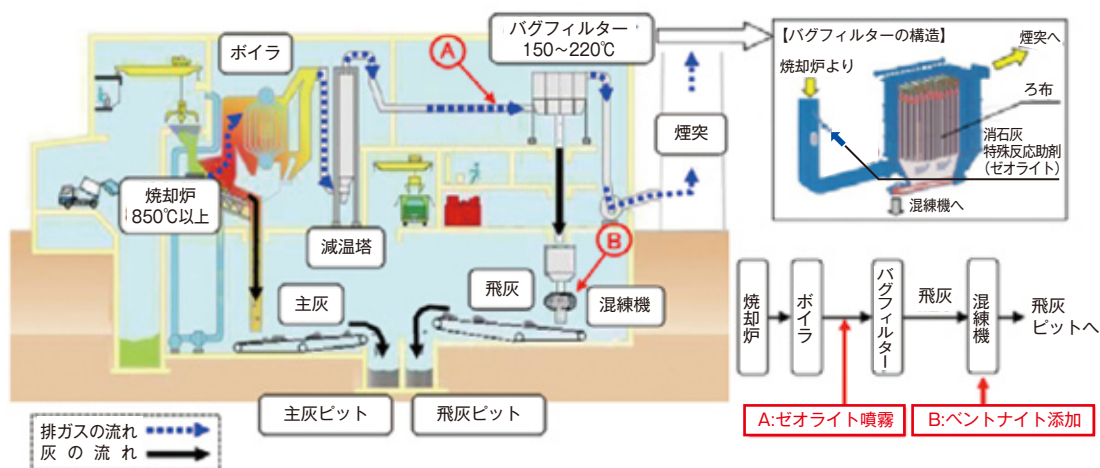 ボイラ
A
バグフィルター
150～220℃
【バグフィルターの構造】
煙突へ
焼却炉より
ろ布
消石灰
特殊反応助剤
（ゼオライト）
混練機へ
煙突
焼却炉
850℃以上
減温塔
B
主灰
飛灰
混練機
主灰ピット
飛灰ピット
排ガスの流れ
灰の流れ
焼却炉
ボイラ
バグフィルター
飛灰
混練機
飛灰
ピットへ
A:ゼオライト噴霧
B:ベントナイト添加